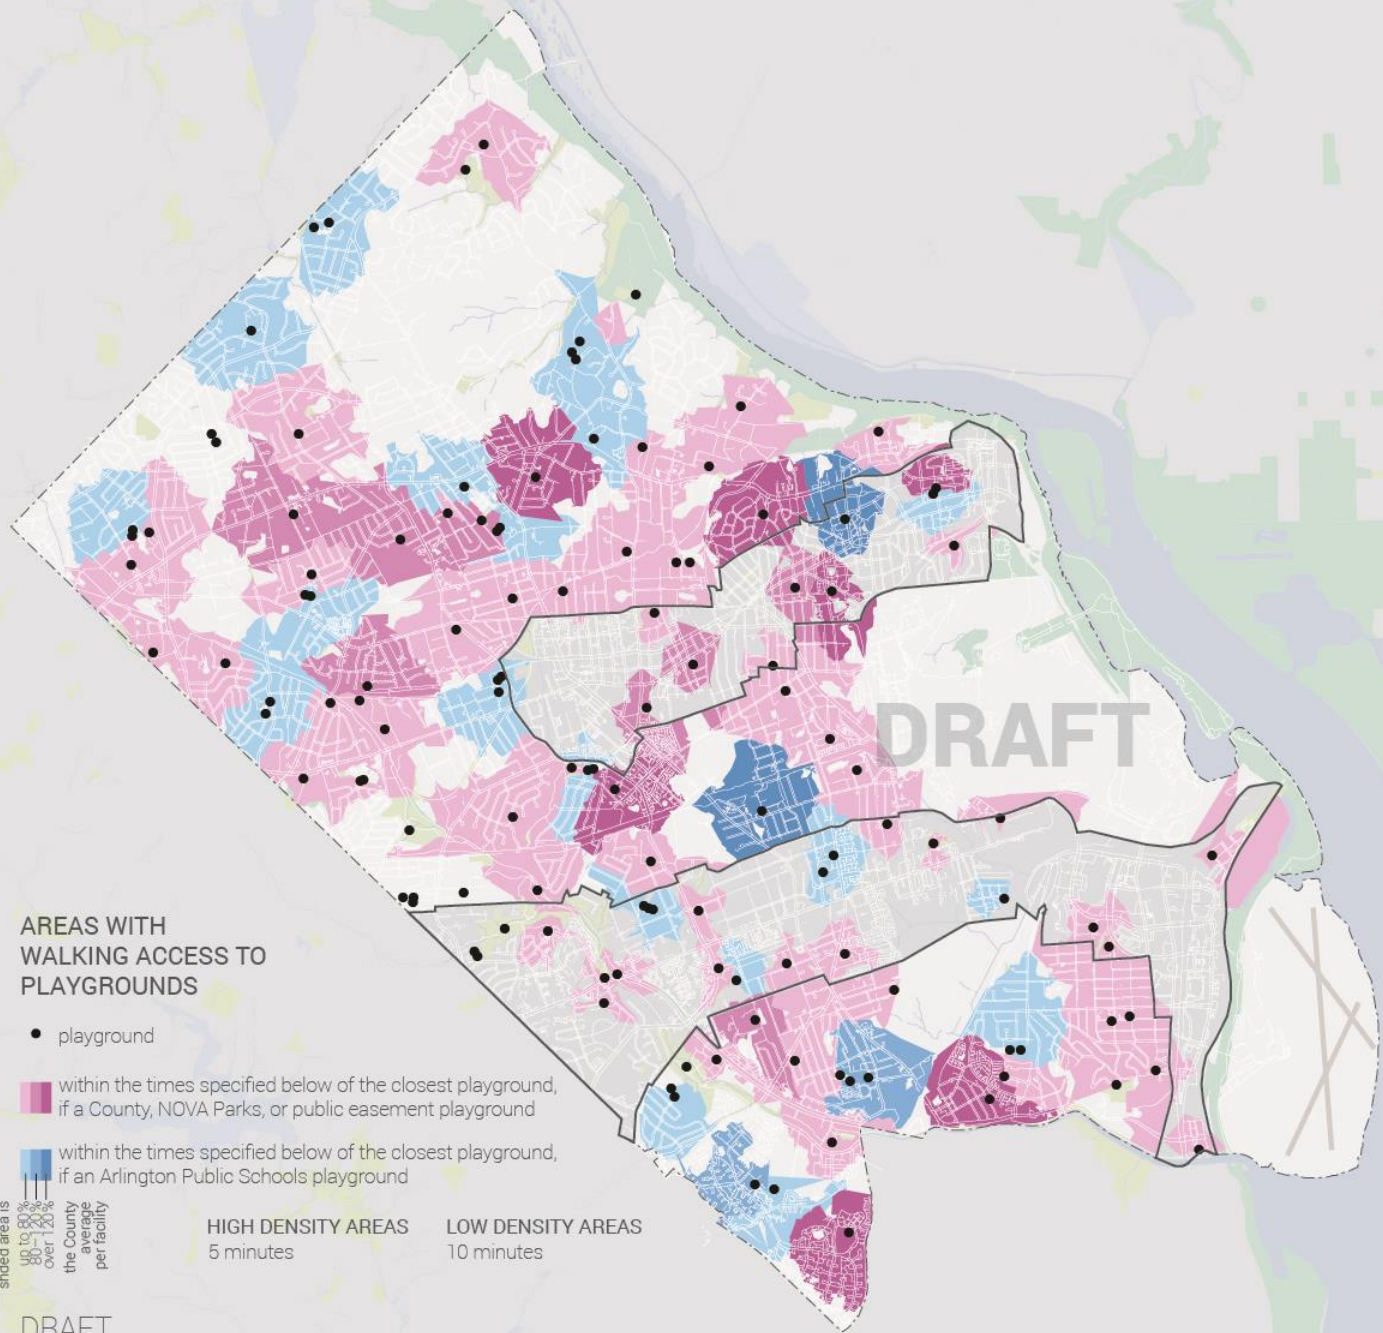 DRAFT
AREAS WITH
WALKING ACCESS TO
PLAYGROUNDS
playground
within the times specified below of the closest playground,
if a County, NOVA Parks, or public easement playground
within the times specified below of the closest playground,
if an Arlington Public Schools playground
area is
up to 80%
80–120%
over 120%
the County
average
per facility
HIGH DENSITY AREAS
5 minutes
LOW DENSITY AREAS
10 minutes
DRAFT